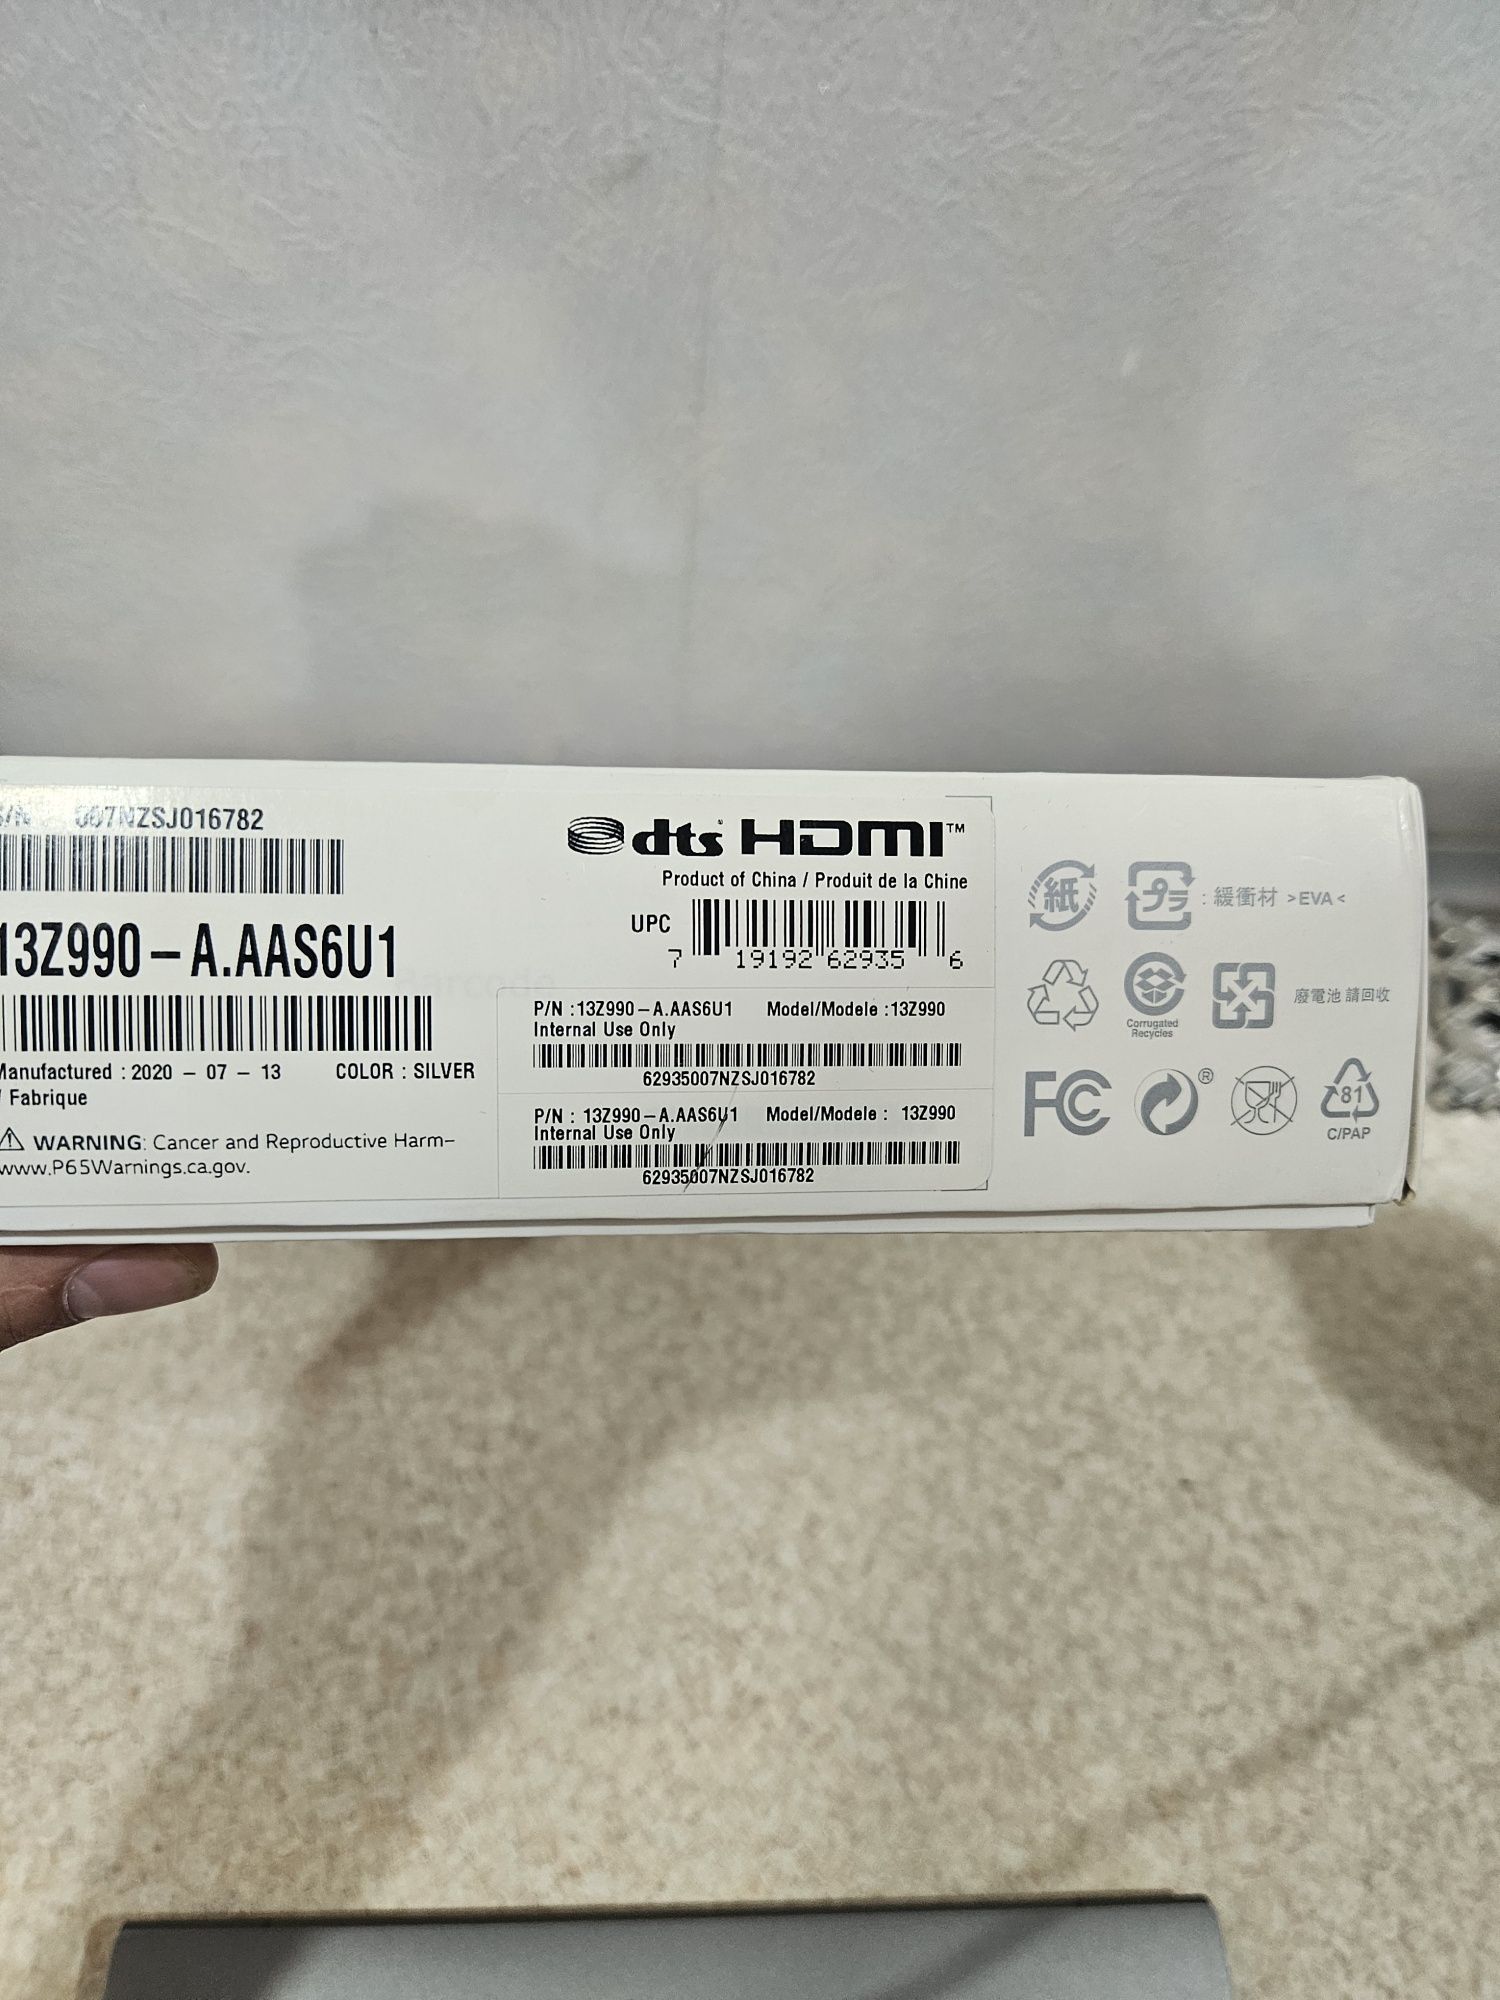 S/N 007NZSJ016782
13Z990-A.AAS6U1
Manufactured : 2020 - 07 - 13 COLOR : SILVER
/ Fabrique
WARNING: Cancer and Reproductive Harm-
www.P65Warnings.ca.gov.
dts HDMI™
Product of China / Produit de la Chine
UPC
7 19192 62935 6
P/N :13Z990-A.AAS6U1 Model/Modele :13Z990
Internal Use Only
62935007NZSJ016782
P/N : 13Z990-A.AAS6U1 Model/Modele : 13Z990
Internal Use Only
62935007NZSJ016782
紙 プラ : 緩衝材 >EVA<
Corrugated
Recycles
廢電池 請回收
FC ®
81
C/PAP